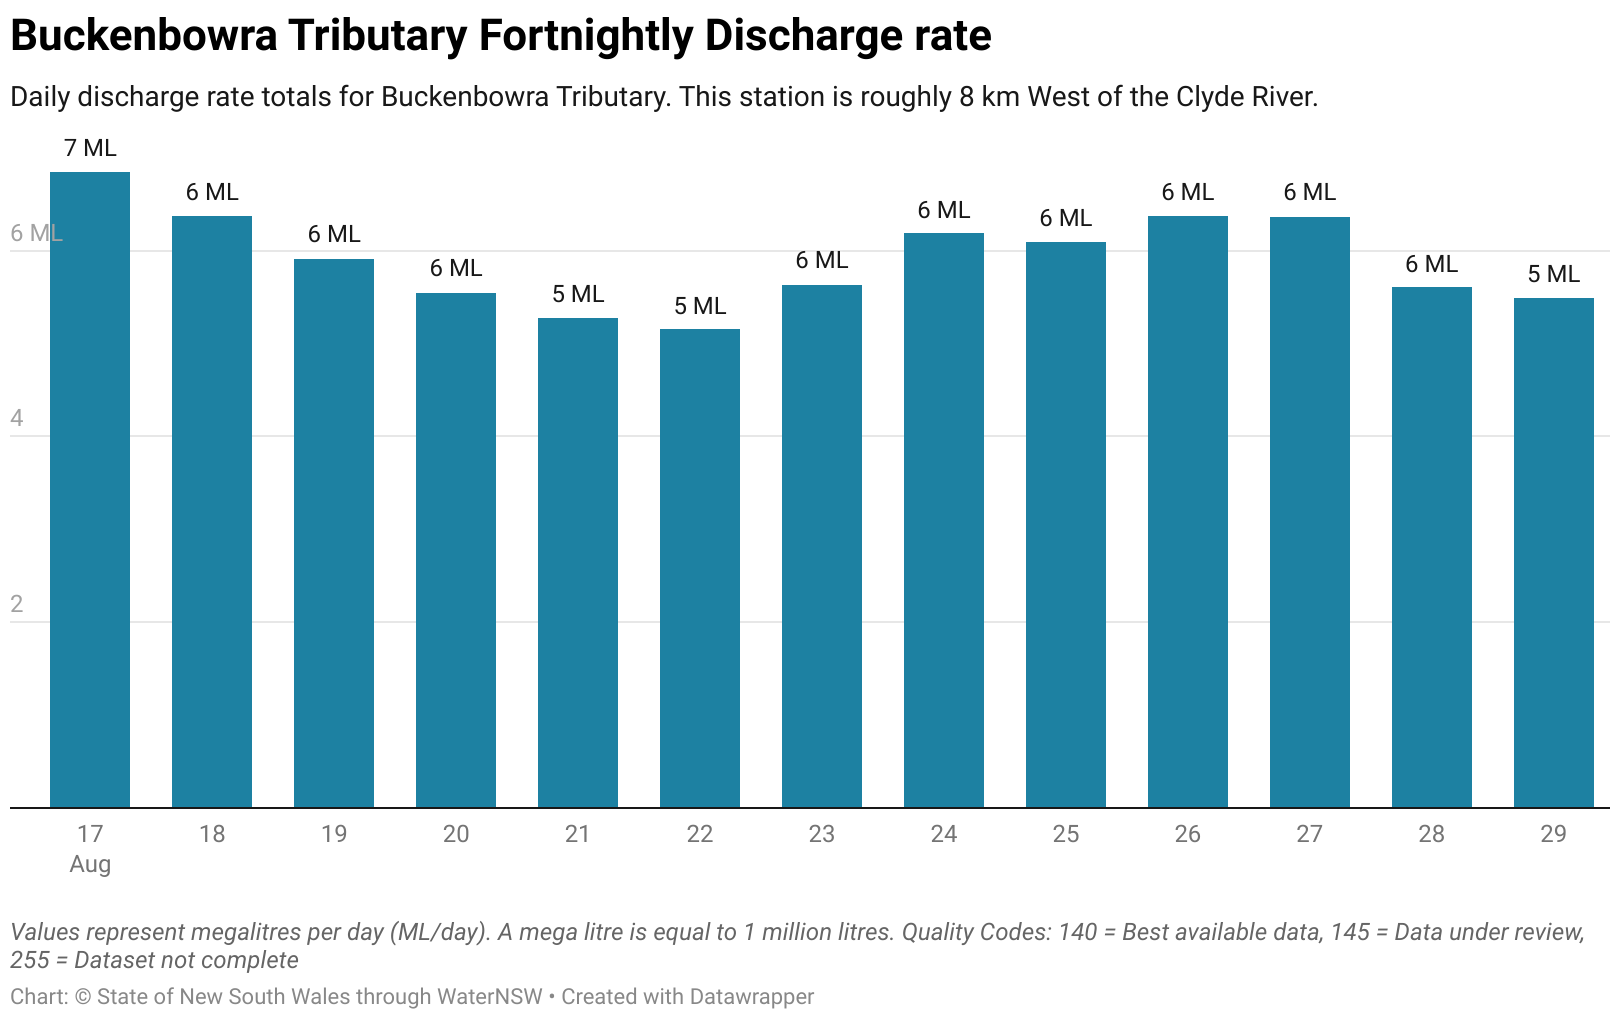 Buckenbowra Tributary Fortnightly Discharge rate
Daily discharge rate totals for Buckenbowra Tributary. This station is roughly 8 km West of the Clyde River.
7 ML
6 ML
6 ML
6 ML
5 ML
5 ML
6 ML
6 ML
6 ML
6 ML
6 ML
6 ML
5 ML
6 ML
4
2
17 18 19 20 21 22 23 24 25 26 27 28 29
Aug
Values represent megalitres per day (ML/day). A mega litre is equal to 1 million litres. Quality Codes: 140 = Best available data, 145 = Data under review,
255 = Dataset not complete
Chart: © State of New South Wales through WaterNSW • Created with Datawrapper